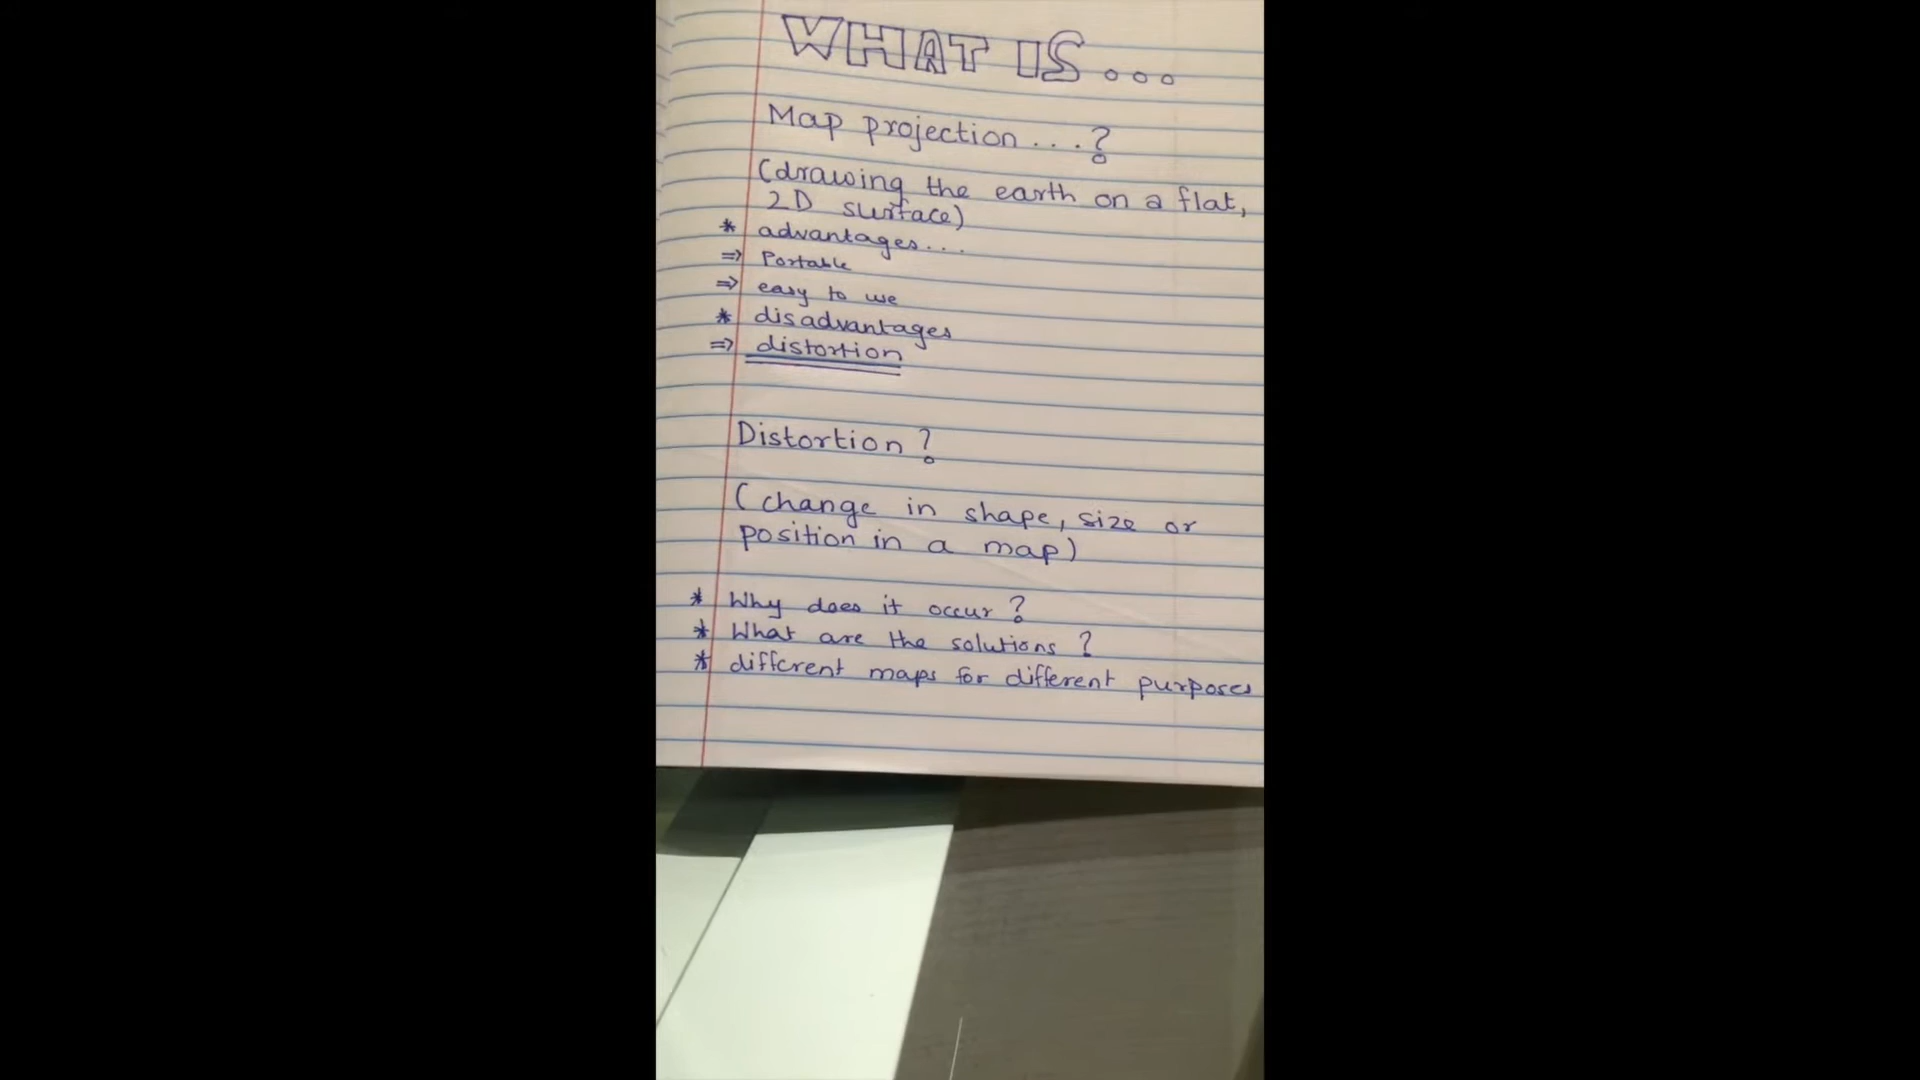 WHAT IS...
Map projection...?
(drawing the earth on a flat,
2D surface)
* advantages...
⇒ Portable
⇒ easy to use
* disadvantages
⇒ distortion
Distortion?
(change in shape, size or
position in a map)
* Why does it occur?
* What are the solutions?
* different maps for different purposes